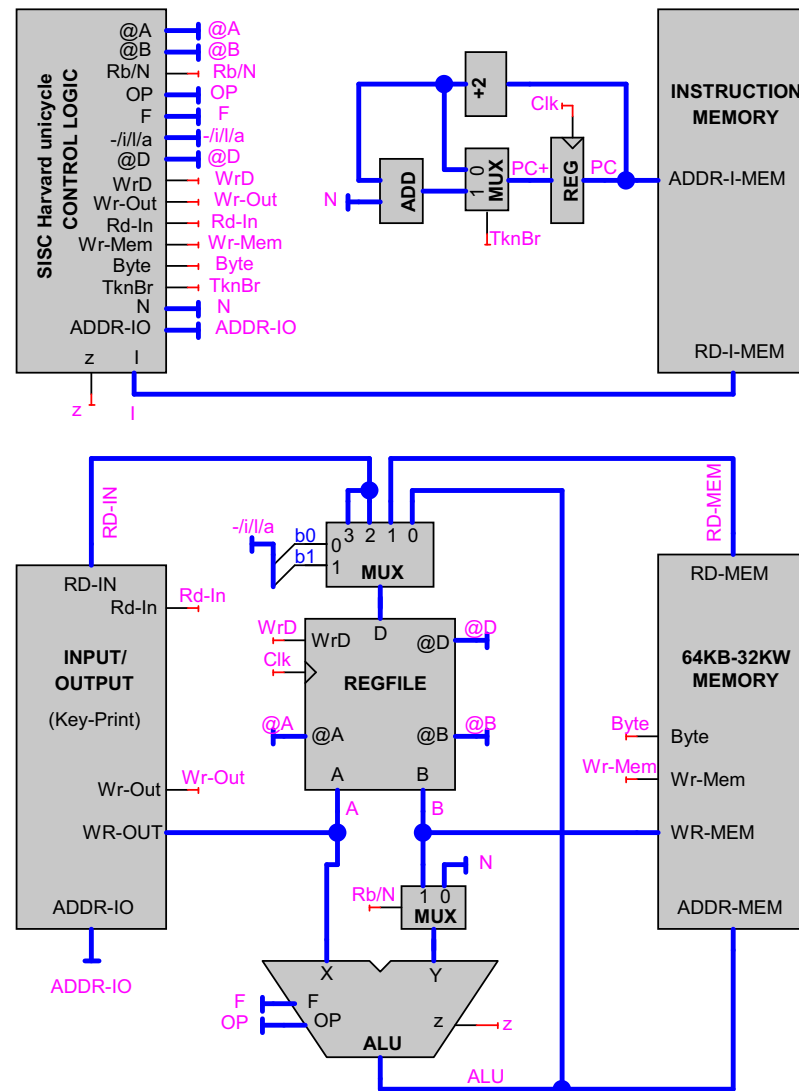 SISC Harvard unicycle
CONTROL LOGIC
@A
@A
@B
@B
Rb/N
Rb/N
OP
OP
F
F
-/i/l/a
-/i/l/a
@D
@D
WrD
WrD
Wr-Out
Wr-Out
Rd-In
Rd-In
Wr-Mem
Wr-Mem
Byte
Byte
TknBr
TknBr
N
N
ADDR-IO
ADDR-IO
z
I
z
I
+2
Clk
ADD
N
0
1
MUX
PC+
REG
PC
TknBr
INSTRUCTION
MEMORY
ADDR-I-MEM
RD-I-MEM
RD-IN
RD-MEM
-/i/l/a
b0
b1
3 2 1 0
0
1
MUX
RD-IN
Rd-In
Rd-In
INPUT/
OUTPUT
(Key-Print)
Wr-Out
Wr-Out
WR-OUT
ADDR-IO
ADDR-IO
D
WrD
WrD
@D
@D
Clk
REGFILE
@A
@A
@B
@B
A
B
A
B
RD-MEM
64KB-32KW
MEMORY
Byte
Byte
Wr-Mem
Wr-Mem
WR-MEM
ADDR-MEM
N
Rb/N
1 0
MUX
X
Y
F
F
OP
OP
z
z
ALU
ALU